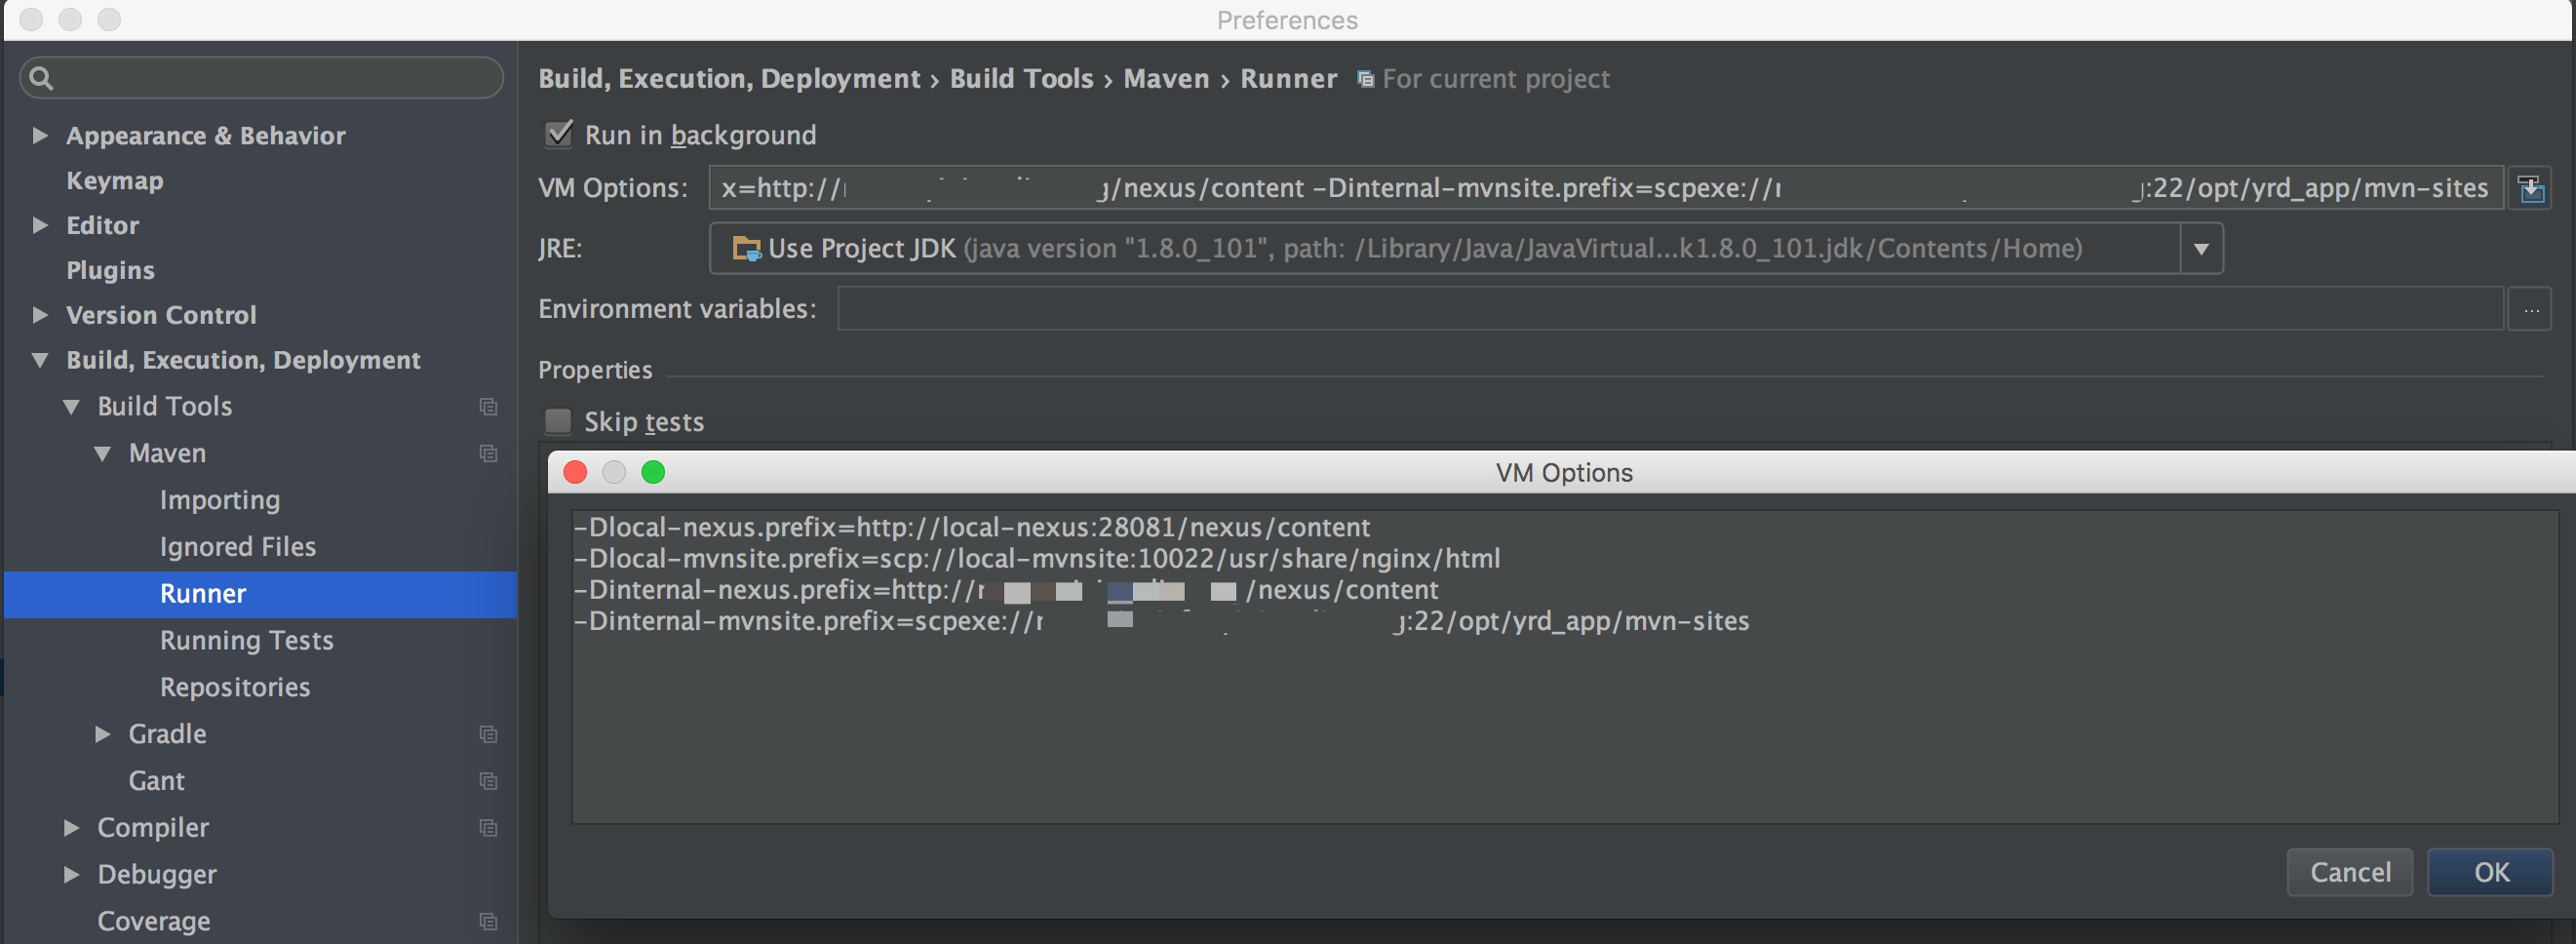 Preferences
Build, Execution, Deployment › Build Tools › Maven › Runner For current project
Appearance & Behavior
Keymap
Editor
Plugins
Version Control
Build, Execution, Deployment
Build Tools
Maven
Importing
Ignored Files
Runner
Running Tests
Repositories
Gradle
Gant
Compiler
Debugger
Coverage
Run in background
VM Options: x=http:// /nexus/content -Dinternal-mvnsite.prefix=scpexe:// :22/opt/yrd_app/mvn-sites
JRE: Use Project JDK (java version "1.8.0_101", path: /Library/Java/JavaVirtual...k1.8.0_101.jdk/Contents/Home)
Environment variables: ...
Properties
Skip tests
VM Options
-Dlocal-nexus.prefix=http://local-nexus:28081/nexus/content
-Dlocal-mvnsite.prefix=scp://local-mvnsite:10022/usr/share/nginx/html
-Dinternal-nexus.prefix=http:// /nexus/content
-Dinternal-mvnsite.prefix=scpexe:// :22/opt/yrd_app/mvn-sites
Cancel OK